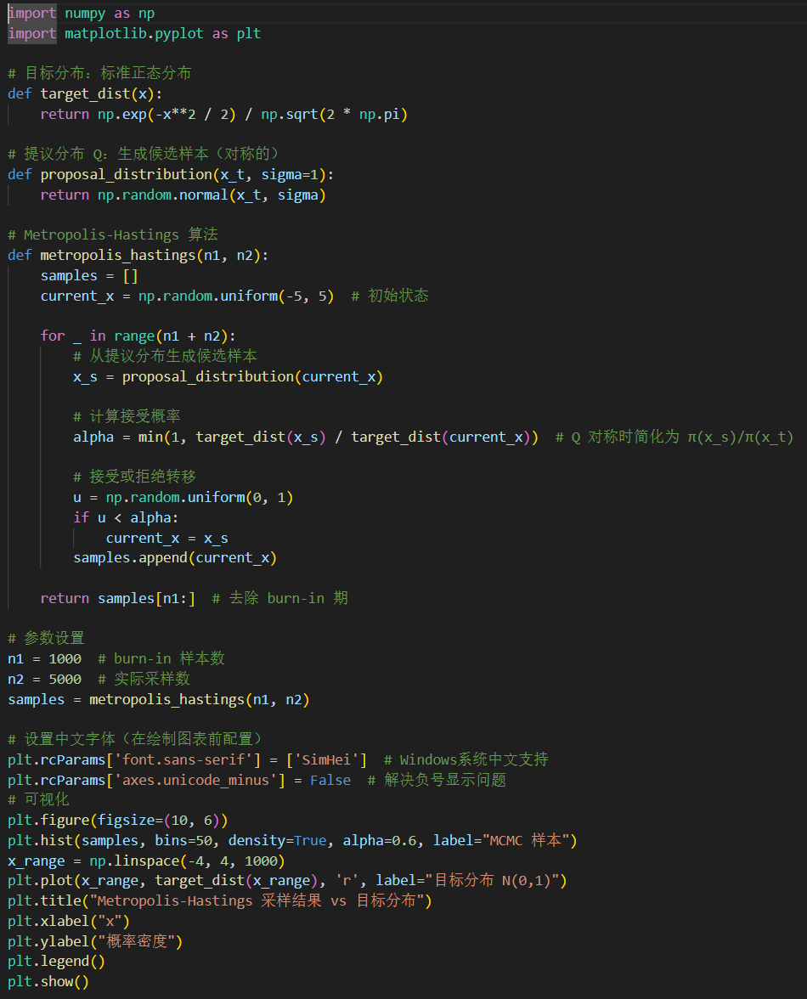 import numpy as np
import matplotlib.pyplot as plt

# 目标分布：标准正态分布
def target_dist(x):
    return np.exp(-x**2 / 2) / np.sqrt(2 * np.pi)

# 提议分布 Q：生成候选样本（对称的）
def proposal_distribution(x_t, sigma=1):
    return np.random.normal(x_t, sigma)

# Metropolis-Hastings 算法
def metropolis_hastings(n1, n2):
    samples = []
    current_x = np.random.uniform(-5, 5)  # 初始状态

    for _ in range(n1 + n2):
        # 从提议分布生成候选样本
        x_s = proposal_distribution(current_x)

        # 计算接受概率
        alpha = min(1, target_dist(x_s) / target_dist(current_x))  # Q 对称时简化为 π(x_s)/π(x_t)

        # 接受或拒绝转移
        u = np.random.uniform(0, 1)
        if u < alpha:
            current_x = x_s
        samples.append(current_x)

    return samples[n1:]  # 去除 burn-in 期

# 参数设置
n1 = 1000  # burn-in 样本数
n2 = 5000  # 实际采样数
samples = metropolis_hastings(n1, n2)

# 设置中文字体（在绘制图表前配置）
plt.rcParams['font.sans-serif'] = ['SimHei']  # Windows系统中文支持
plt.rcParams['axes.unicode_minus'] = False  # 解决负号显示问题
# 可视化
plt.figure(figsize=(10, 6))
plt.hist(samples, bins=50, density=True, alpha=0.6, label="MCMC 样本")
x_range = np.linspace(-4, 4, 1000)
plt.plot(x_range, target_dist(x_range), 'r', label="目标分布 N(0,1)")
plt.title("Metropolis-Hastings 采样结果 vs 目标分布")
plt.xlabel("x")
plt.ylabel("概率密度")
plt.legend()
plt.show()